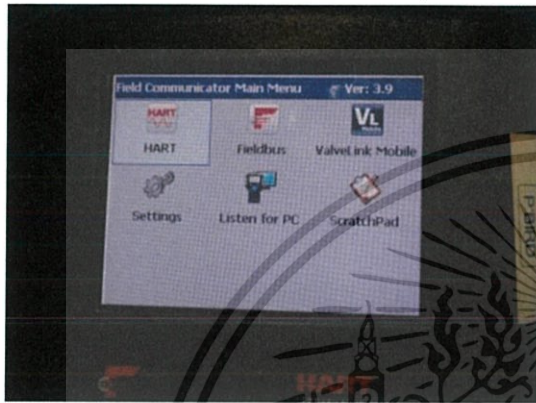 Field Communicator Main Menu Ver: 3.9
HART
VL
HART Fieldbus ValveLink Mobile
Settings Listen for PC ScratchPad
HART